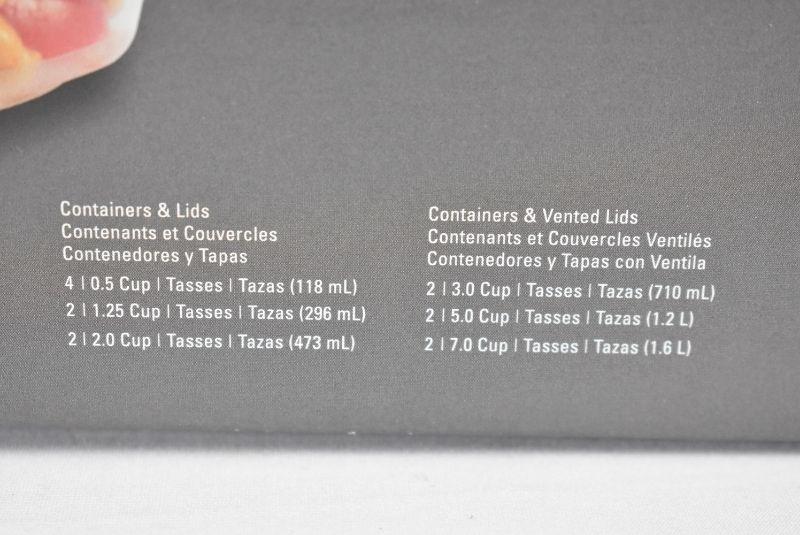 Containers & Lids
Contenants et Couvercles
Contenedores y Tapas
4 | 0.5 Cup | Tasses | Tazas (118 mL)
2 | 1.25 Cup | Tasses | Tazas (296 mL)
2 | 2.0 Cup | Tasses | Tazas (473 mL)
Containers & Vented Lids
Contenants et Couvercles Ventilés
Contenedores y Tapas con Ventila
2 | 3.0 Cup | Tasses | Tazas (710 mL)
2 | 5.0 Cup | Tasses | Tazas (1.2 L)
2 | 7.0 Cup | Tasses | Tazas (1.6 L)